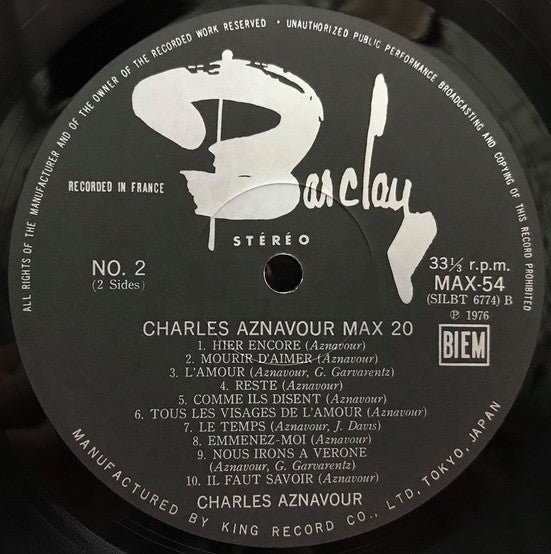 ALL RIGHTS OF THE MANUFACTURER AND OF THE OWNER OF THE RECORDED WORK RESERVED • UNAUTHORIZED PUBLIC PERFORMANCE BROADCASTING AND COPYING OF THIS RECORD PROHIBITED
Barclay
RECORDED IN FRANCE
STÉRÉO
NO. 2
(2 Sides)
33⅓ r.p.m.
MAX-54
(SILBT 6774) B
℗ 1976
BIEM
CHARLES AZNAVOUR MAX 20
1. HIER ENCORE (Aznavour)
2. MOURIR D'AIMER (Aznavour)
3. L'AMOUR (Aznavour, G. Garvarentz)
4. RESTE (Aznavour)
5. COMME ILS DISENT (Aznavour)
6. TOUS LES VISAGES DE L'AMOUR (Aznavour)
7. LE TEMPS (Aznavour, J. Davis)
8. EMMENEZ-MOI (Aznavour)
9. NOUS IRONS A VERONE
(Aznavour, G. Garvarentz)
10. IL FAUT SAVOIR (Aznavour)
CHARLES AZNAVOUR
MANUFACTURED BY KING RECORD CO., LTD, TOKYO, JAPAN